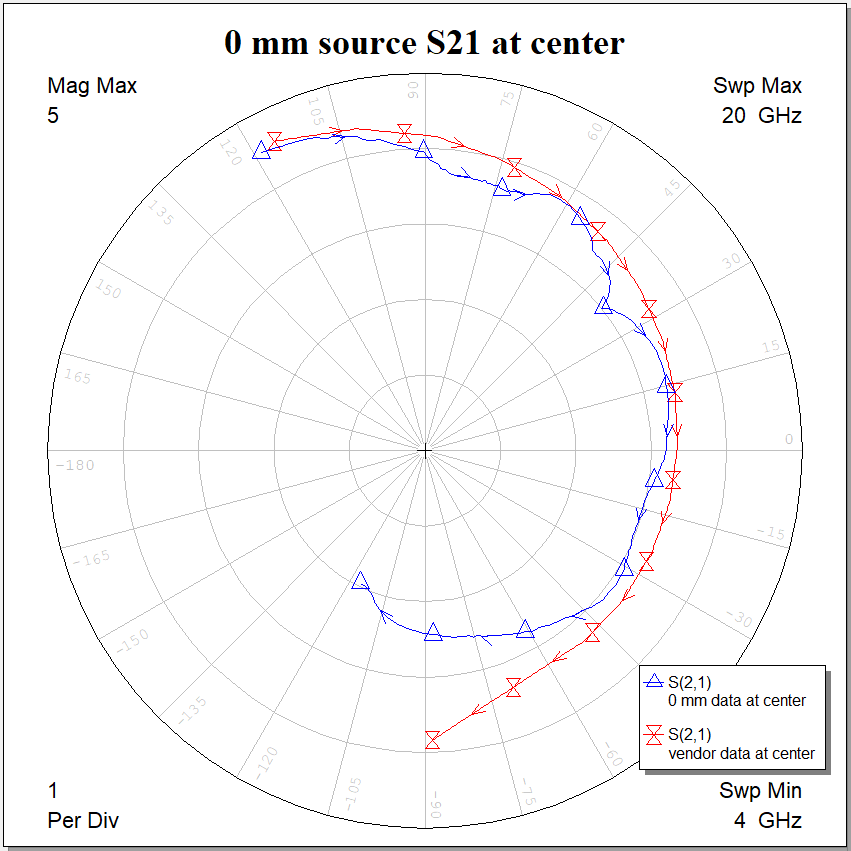 0 mm source S21 at center
Mag Max
5
Swp Max
20 GHz
90
105
75
120
60
135
45
150
30
165
15
-180
0
-165
-15
-150
-30
-135
-120
-60
-105
-90
-75
S(2,1)
0 mm data at center
S(2,1)
vendor data at center
1
Per Div
Swp Min
4 GHz